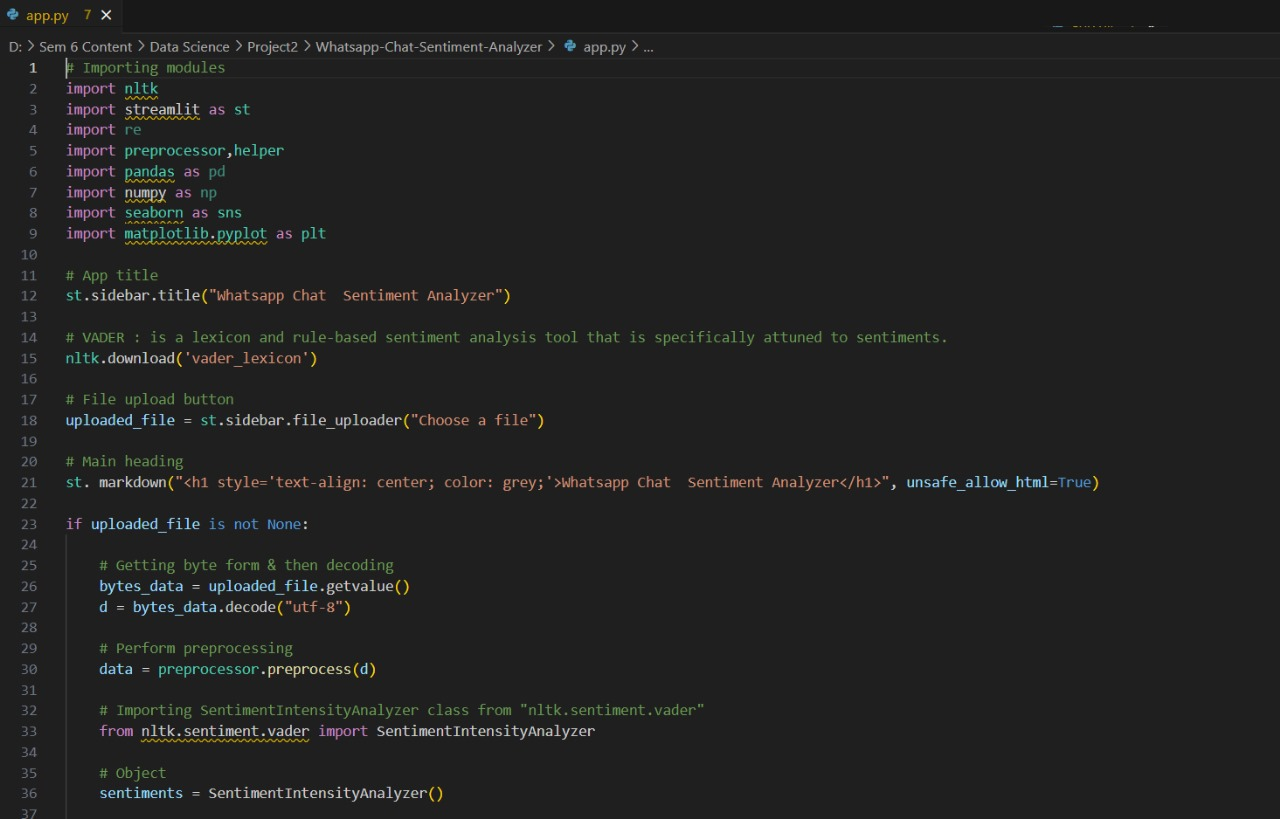 app.py 7
D: > Sem 6 Content > Data Science > Project2 > Whatsapp-Chat-Sentiment-Analyzer > app.py > ...
1 # Importing modules
2 import nltk
3 import streamlit as st
4 import re
5 import preprocessor,helper
6 import pandas as pd
7 import numpy as np
8 import seaborn as sns
9 import matplotlib.pyplot as plt
10
11 # App title
12 st.sidebar.title("Whatsapp Chat  Sentiment Analyzer")
13
14 # VADER : is a lexicon and rule-based sentiment analysis tool that is specifically attuned to sentiments.
15 nltk.download('vader_lexicon')
16
17 # File upload button
18 uploaded_file = st.sidebar.file_uploader("Choose a file")
19
20 # Main heading
21 st. markdown("<h1 style='text-align: center; color: grey;'>Whatsapp Chat  Sentiment Analyzer</h1>", unsafe_allow_html=True)
22
23 if uploaded_file is not None:
24
25     # Getting byte form & then decoding
26     bytes_data = uploaded_file.getvalue()
27     d = bytes_data.decode("utf-8")
28
29     # Perform preprocessing
30     data = preprocessor.preprocess(d)
31
32     # Importing SentimentIntensityAnalyzer class from "nltk.sentiment.vader"
33     from nltk.sentiment.vader import SentimentIntensityAnalyzer
34
35     # Object
36     sentiments = SentimentIntensityAnalyzer()
37